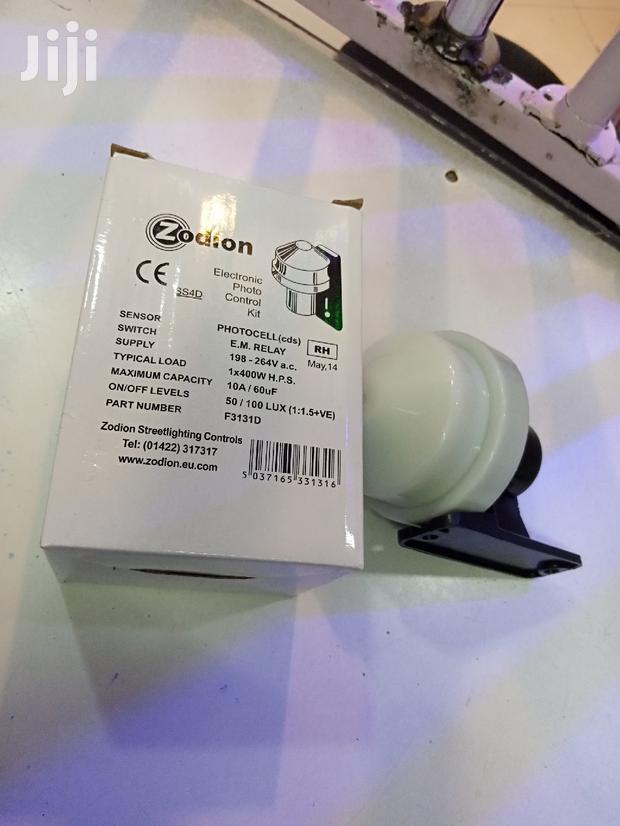 Jiji
Zodion
CE
SS4D
Electronic
Photo
Control
Kit
SENSOR PHOTOCELL(cds)
SWITCH E.M. RELAY
SUPPLY 198 - 264V a.c.
TYPICAL LOAD 1x400W H.P.S.
MAXIMUM CAPACITY 10A / 60uF
ON/OFF LEVELS 50 / 100 LUX (1:1.5+VE)
PART NUMBER F3131D
RH
May,14
Zodion Streetlighting Controls
Tel: (01422) 317317
www.zodion.eu.com
5 037165 331316